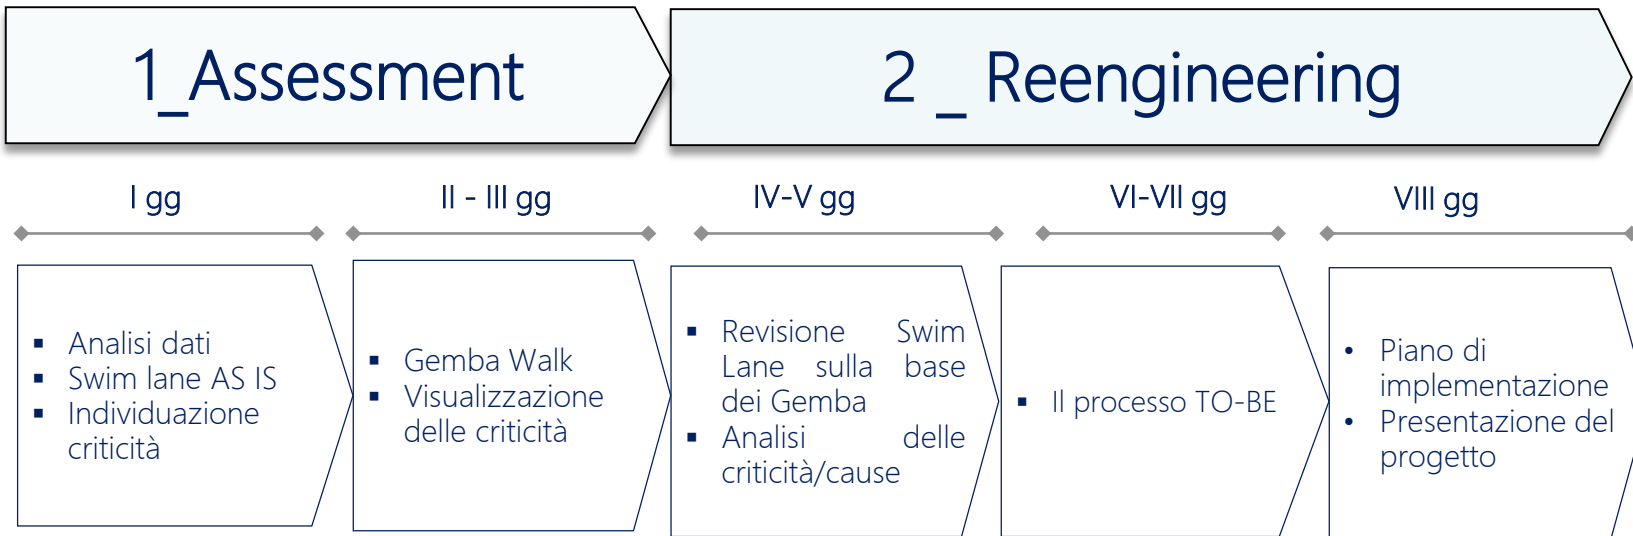 1_Assessment
2 _ Reengineering
I gg
II - III gg
IV-V gg
VI-VII gg
VIII gg
▪ Analisi dati
▪ Swim lane AS IS
▪ Individuazione
criticità
▪ Gemba Walk
▪ Visualizzazione
delle criticità
▪ Revisione Swim
Lane sulla base
dei Gemba
▪ Analisi delle
criticità/cause
▪ Il processo TO-BE
• Piano di
implementazione
• Presentazione del
progetto